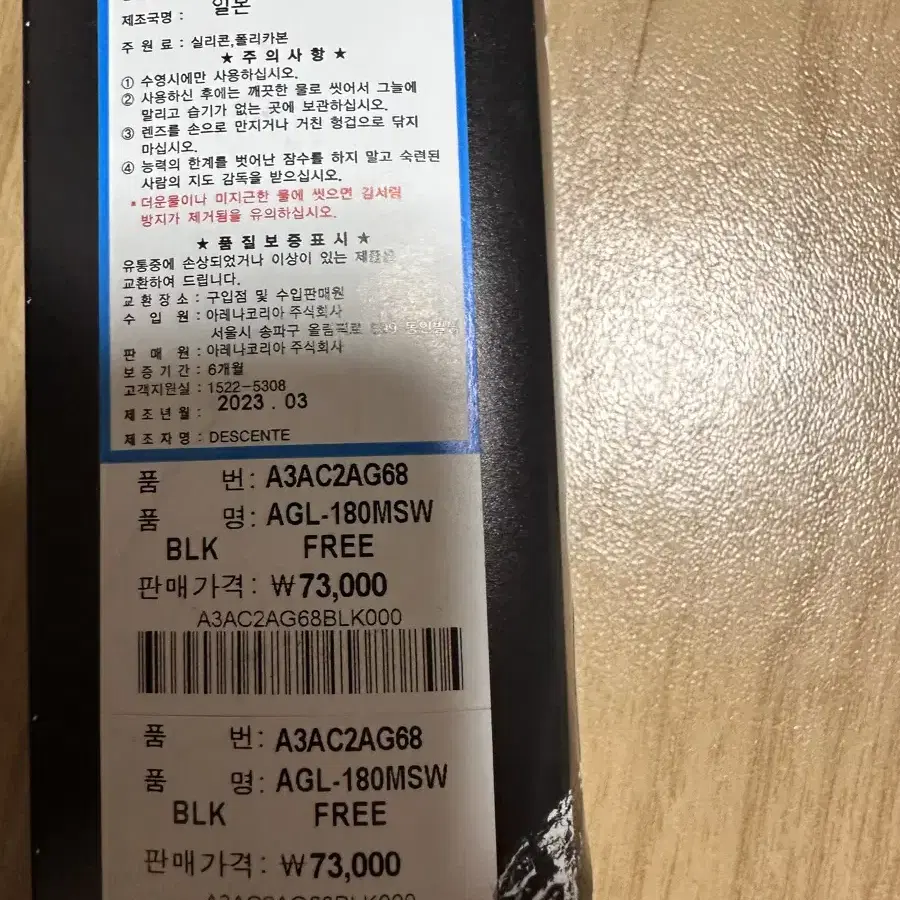 제조국명 : 일본
주 원 료 : 실리콘,폴리카본
★ 주 의 사 항 ★
① 수영시에만 사용하십시오.
② 사용하신 후에는 깨끗한 물로 씻어서 그늘에
말리고 습기가 없는 곳에 보관하십시오.
③ 렌즈를 손으로 만지거나 거친 헝겁으로 닦지
마십시오.
④ 능력의 한계를 벗어난 잠수를 하지 말고 숙련된
사람의 지도 감독을 받으십시오.
* 더운물이나 미지근한 물에 씻으면 김서림
방지가 제거됨을 유의하십시오.
★ 품 질 보 증 표 시 ★
유통중에 손상되었거나 이상이 있는 제품은
교환하여 드립니다.
교 환 장 소 : 구입점 및 수입판매원
수 입 원 : 아레나코리아 주식회사
서울시 송파구 올림픽로
판 매 원 : 아레나코리아 주식회사
보 증 기 간 : 6개월
고객지원실 : 1522-5308
제 조 년 월 : 2023 . 03
제 조 자 명 : DESCENTE
품 번: A3AC2AG68
품 명: AGL-180MSW
BLK FREE
판매가격: ₩73,000
A3AC2AG68BLK000
품 번: A3AC2AG68
품 명: AGL-180MSW
BLK FREE
판매가격: ₩73,000
A3AC2AG68BLK000